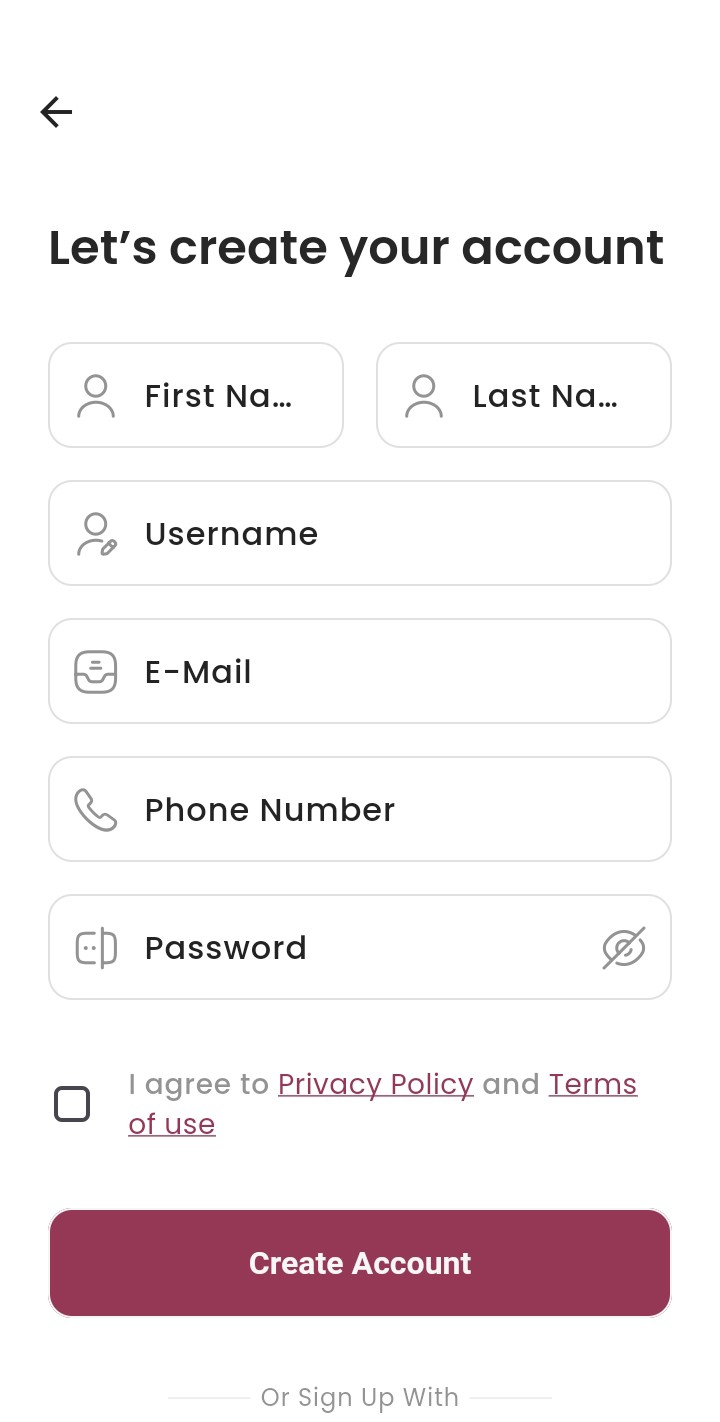 Let’s create your account
First Na... Last Na...
Username
E-Mail
Phone Number
Password
I agree to Privacy Policy and Terms
of use
Create Account
Or Sign Up With